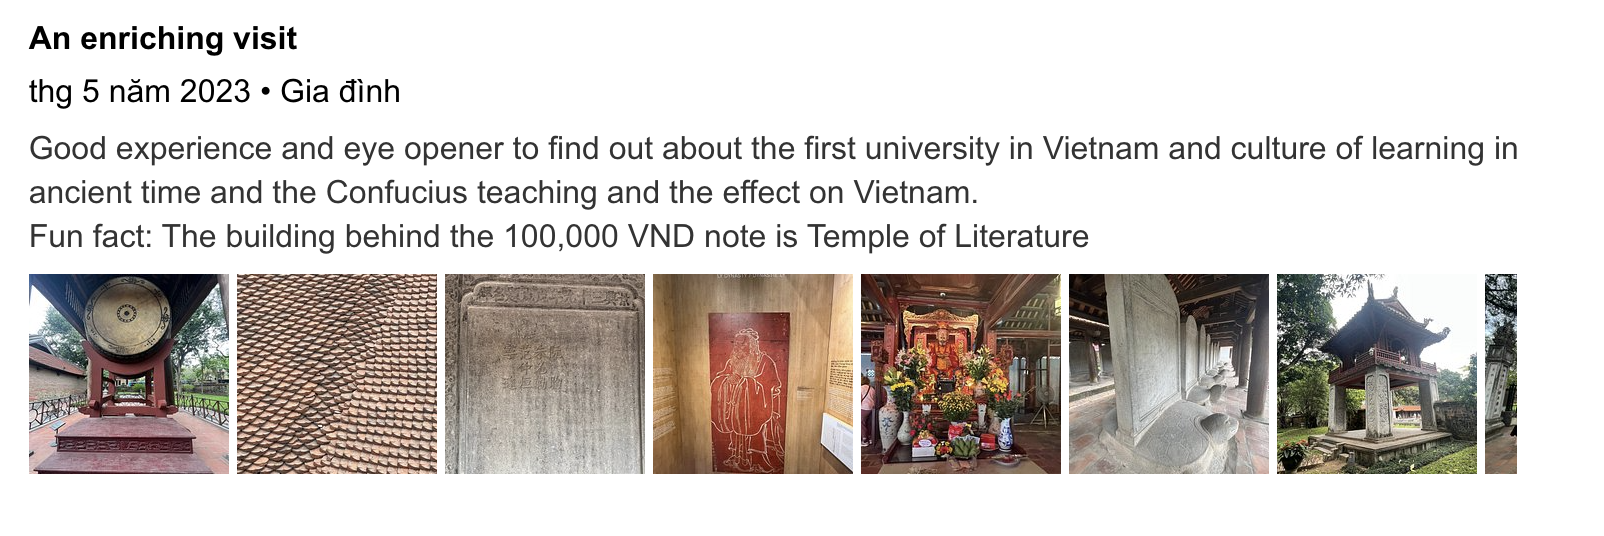 An enriching visit
thg 5 năm 2023 • Gia đình
Good experience and eye opener to find out about the first university in Vietnam and culture of learning in
ancient time and the Confucius teaching and the effect on Vietnam.
Fun fact: The building behind the 100,000 VND note is Temple of Literature